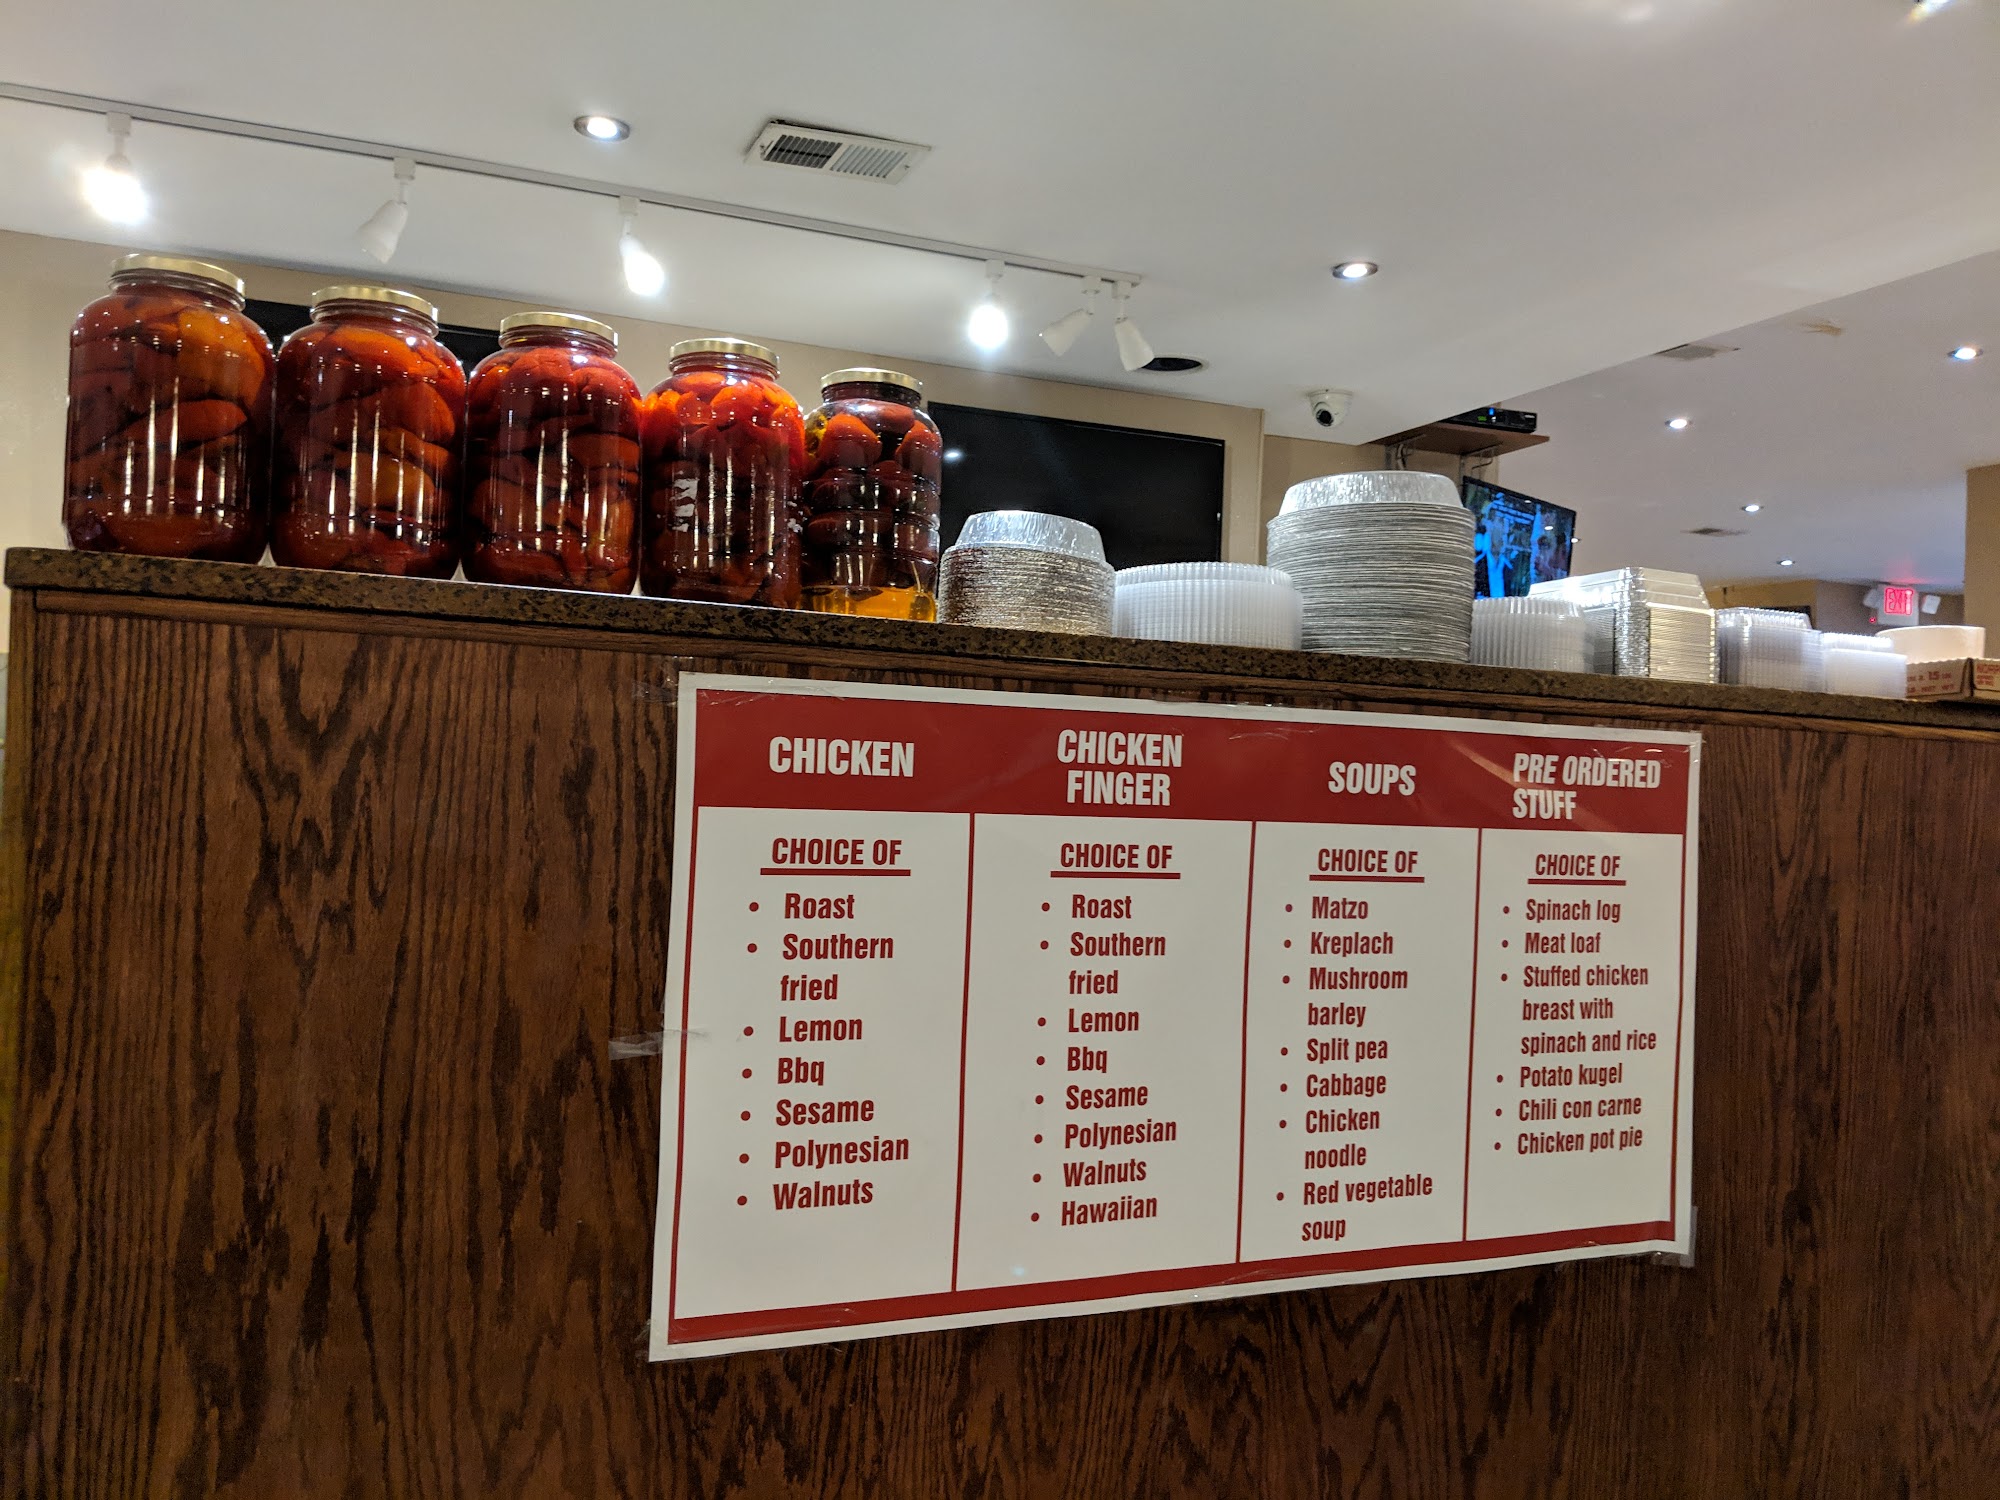 EXIT
15
CHICKEN
CHOICE OF
• Roast
• Southern
fried
• Lemon
• Bbq
• Sesame
• Polynesian
• Walnuts
CHICKEN
FINGER
CHOICE OF
• Roast
• Southern
fried
• Lemon
• Bbq
• Sesame
• Polynesian
• Walnuts
• Hawaiian
SOUPS
CHOICE OF
• Matzo
• Kreplach
• Mushroom
barley
• Split pea
• Cabbage
• Chicken
noodle
• Red vegetable
soup
PRE ORDERED
STUFF
CHOICE OF
• Spinach log
• Meat loaf
• Stuffed chicken
breast with
spinach and rice
• Potato kugel
• Chili con carne
• Chicken pot pie